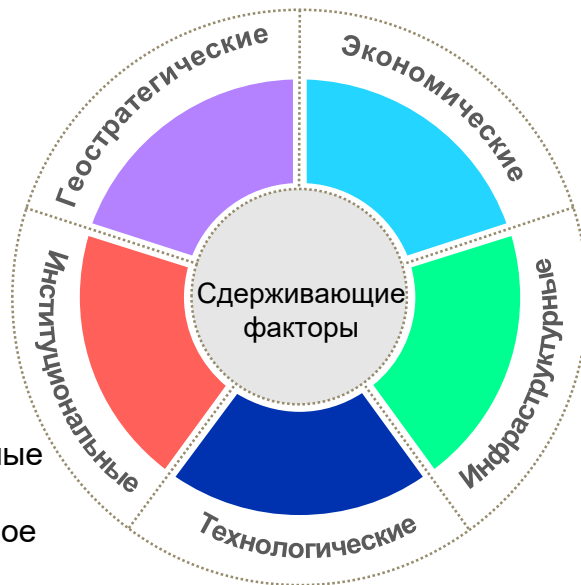 Геостратегические
Экономические
Сдерживающие
факторы
Институциональные
Инфраструктурные
Технологические